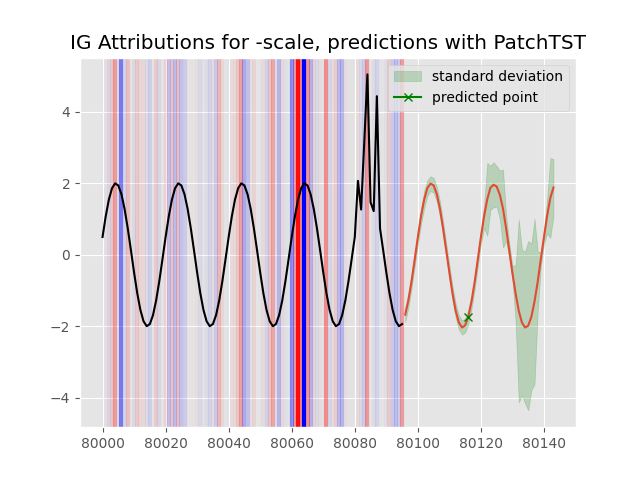 IG Attributions for -scale, predictions with PatchTST
standard deviation
predicted point
4
2
0
−2
−4
80000 80020 80040 80060 80080 80100 80120 80140